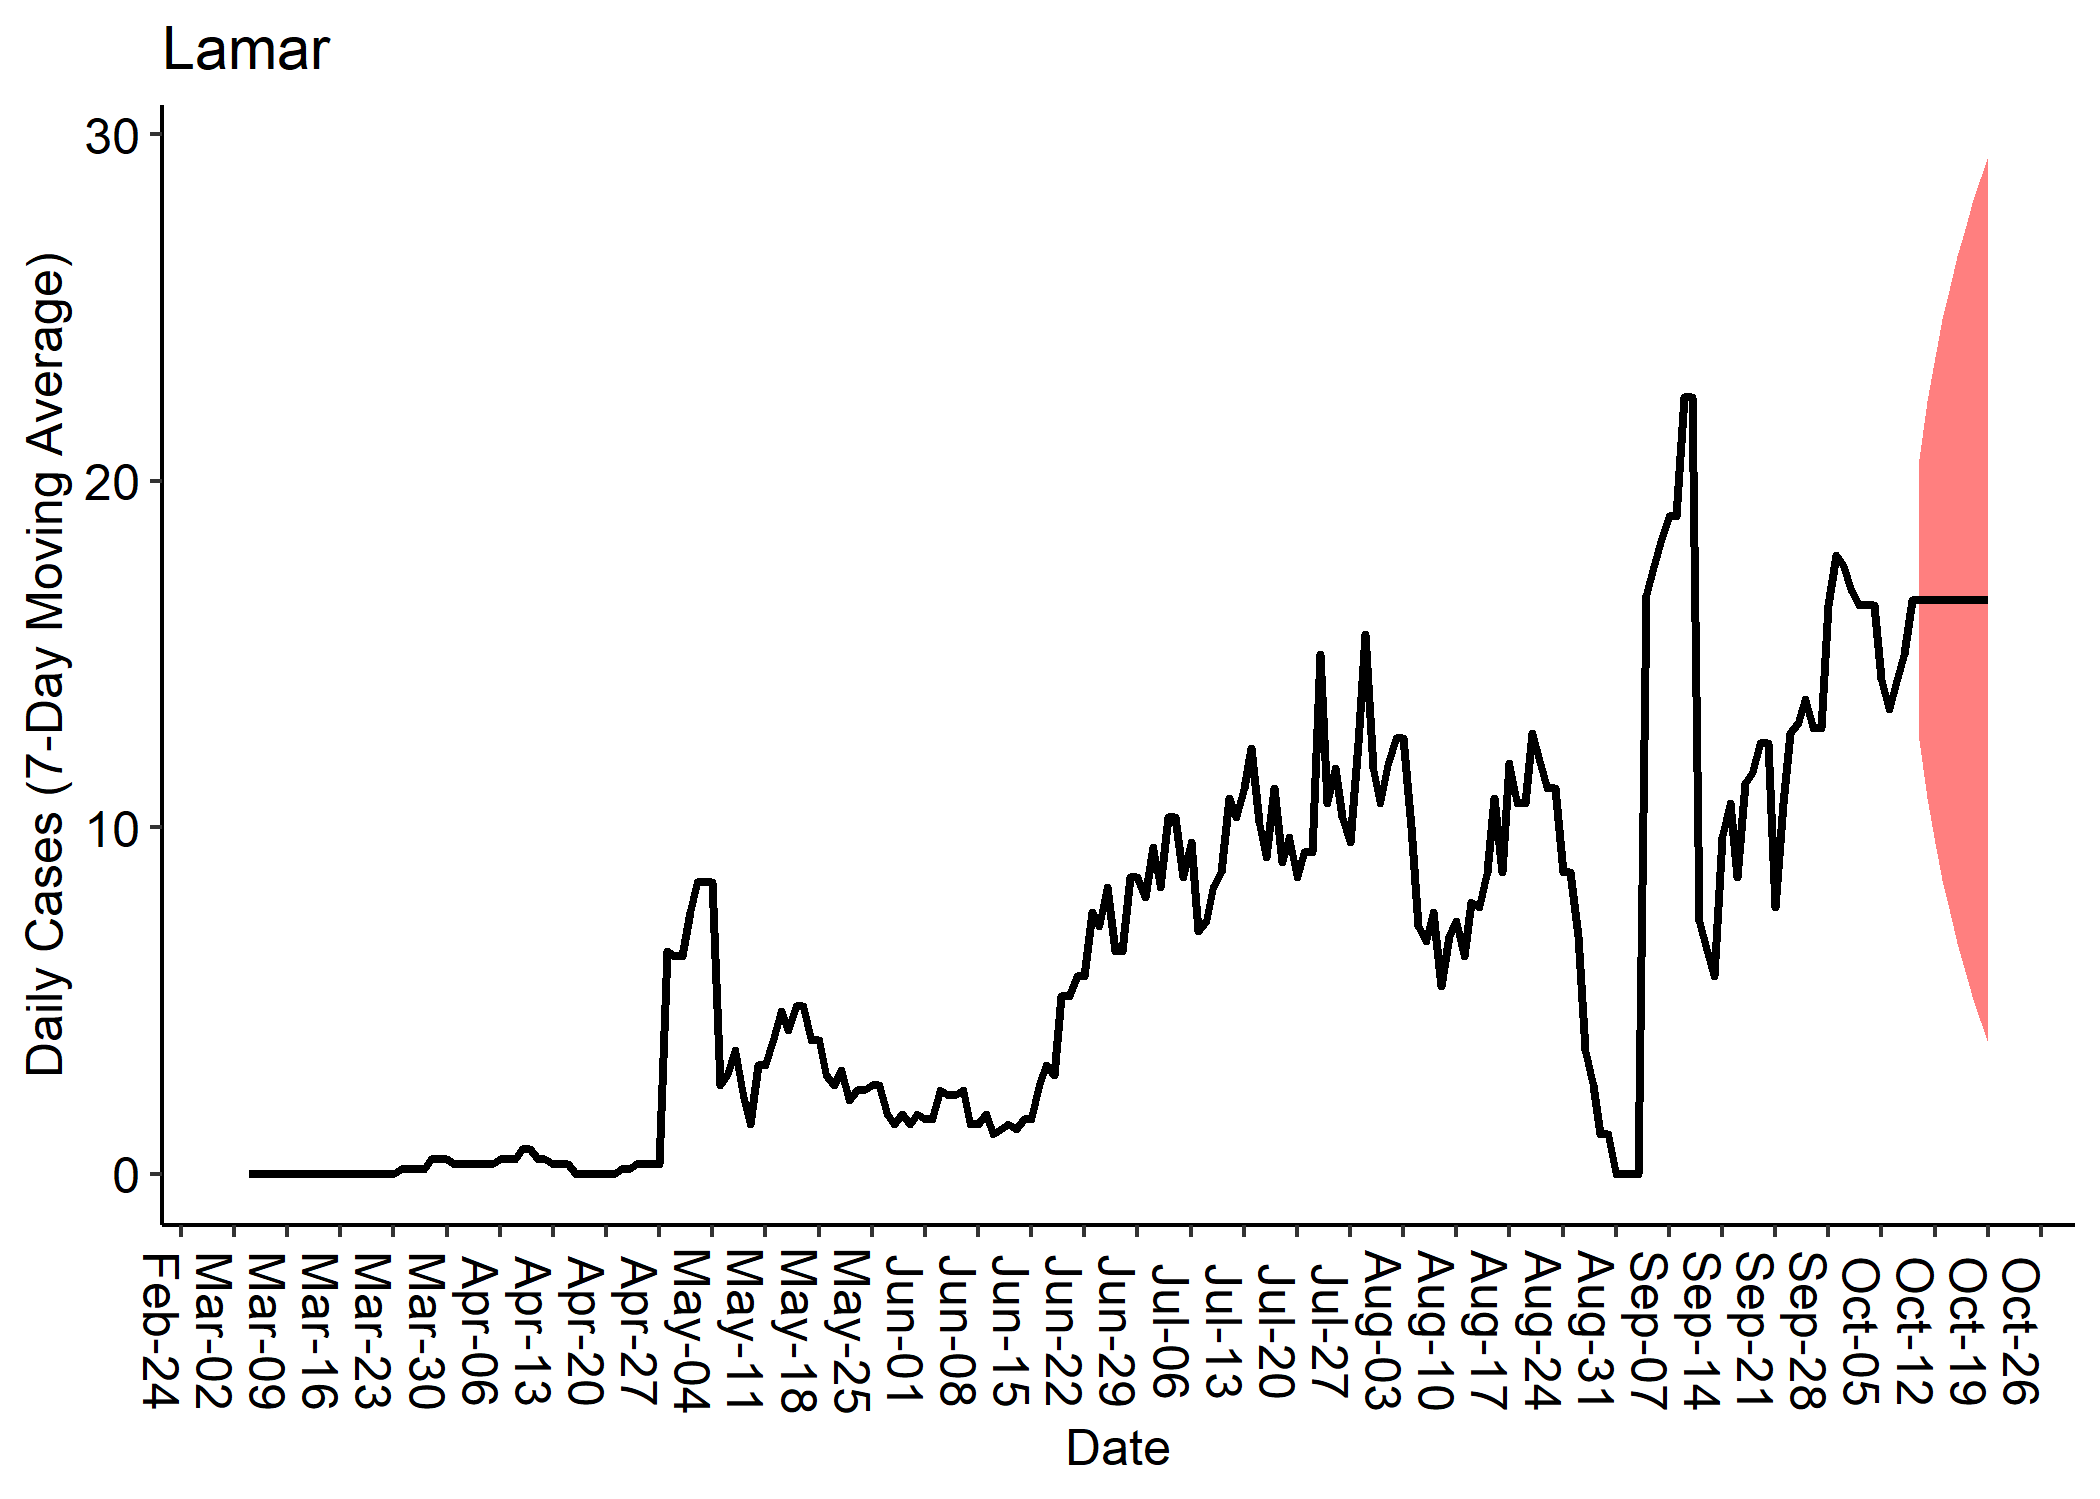 Lamar
Daily Cases (7-Day Moving Average)
30
20
10
0
Feb-24
Mar-02
Mar-09
Mar-16
Mar-23
Mar-30
Apr-06
Apr-13
Apr-20
Apr-27
May-04
May-11
May-18
May-25
Jun-01
Jun-08
Jun-15
Jun-22
Jun-29
Jul-06
Jul-13
Jul-20
Jul-27
Aug-03
Aug-10
Aug-17
Aug-24
Aug-31
Sep-07
Sep-14
Sep-21
Sep-28
Oct-05
Oct-12
Oct-19
Oct-26
Date